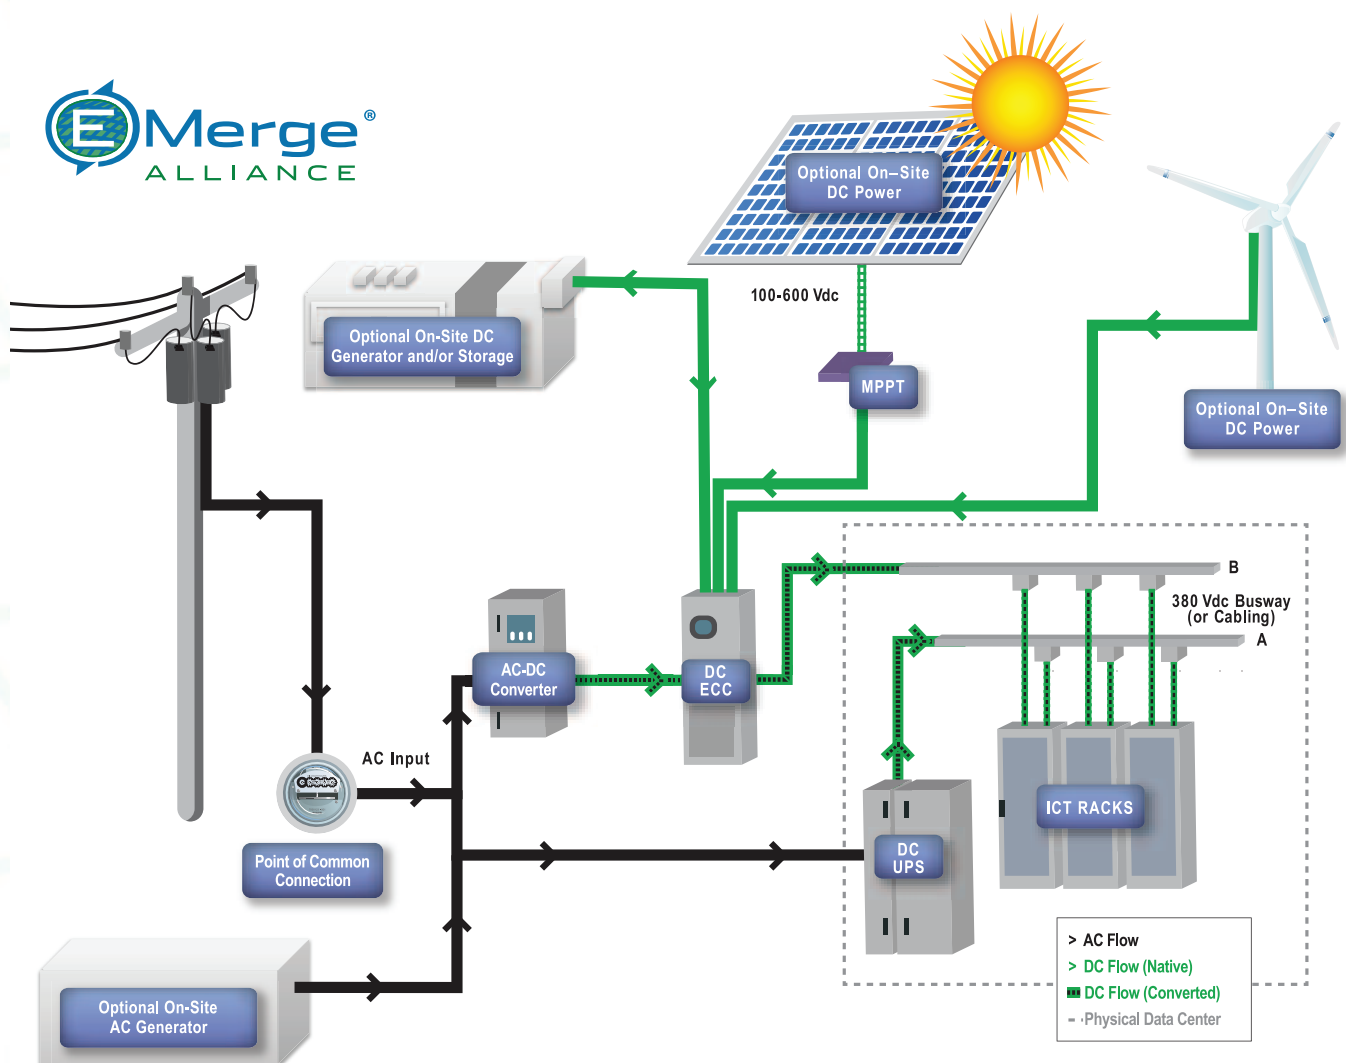 EMerge®
ALLIANCE
Optional On–Site
DC Power
100-600 Vdc
Optional On-Site DC
Generator and/or Storage
MPPT
Optional On–Site
DC Power
B
380 Vdc Busway
(or Cabling)
A
AC-DC
Converter
DC
ECC
AC Input
ICT RACKS
Point of Common
Connection
DC
UPS
> AC Flow
> DC Flow (Native)
DC Flow (Converted)
Physical Data Center
Optional On-Site
AC Generator